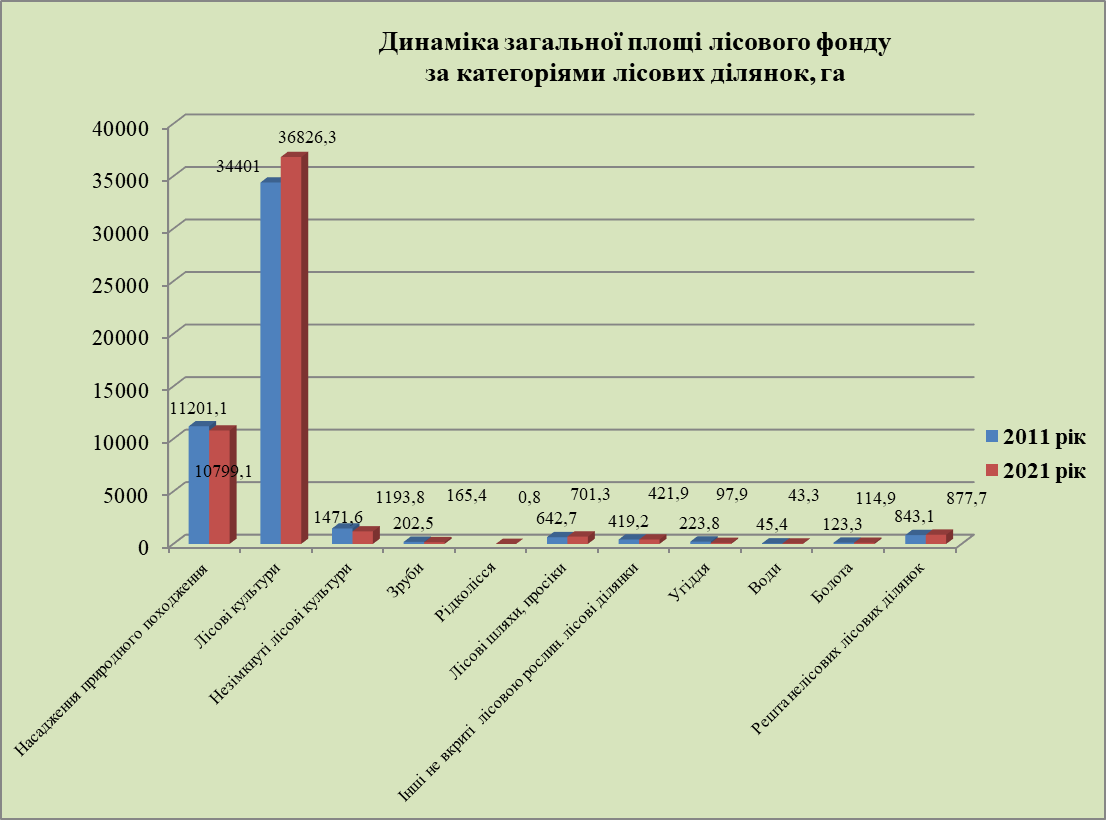 Динаміка загальної площі лісового фонду
за категоріями лісових ділянок, га
40000
35000
30000
25000
20000
15000
10000
5000
0
11201,1
10799,1
34401
36826,3
1471,6
1193,8
202,5
165,4
0,8
642,7
701,3
419,2
421,9
223,8
97,9
45,4
43,3
123,3
114,9
843,1
877,7
Насадження природного походження
Лісові культури
Незімкнуті лісові культури
Зруби
Рідколісся
Лісові шляхи, просіки
Інші не вкриті лісовою рослин. лісові ділянки
Угіддя
Води
Болота
Решта нелісових лісових ділянок
2011 рік
2021 рік